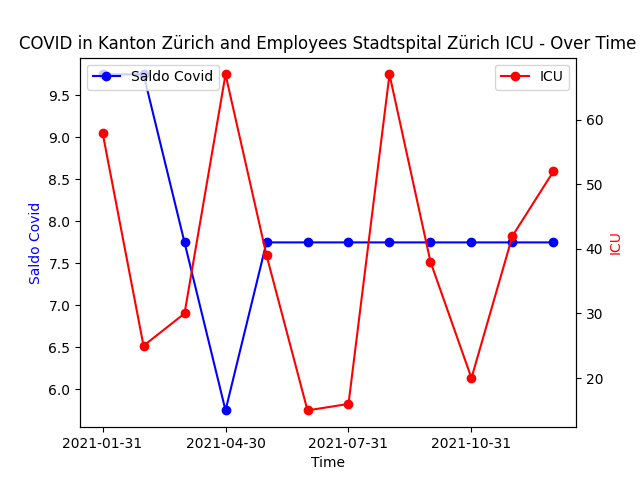 COVID in Kanton Zürich and Employees Stadtspital Zürich ICU - Over Time
Saldo Covid
ICU
9.5
9.0
8.5
8.0
7.5
7.0
6.5
6.0
Saldo Covid
60
50
40
30
20
ICU
2021-01-31 2021-04-30 2021-07-31 2021-10-31
Time